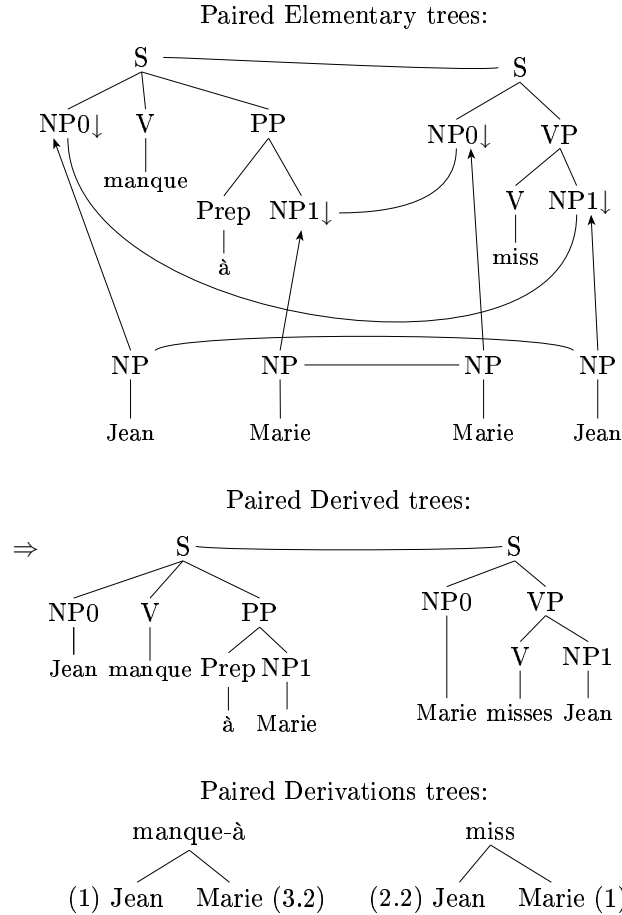 Paired Elementary trees:
S S
NP0↓ V PP NP0↓ VP
manque
Prep NP1↓ V NP1↓
à miss
NP NP NP NP
Jean Marie Marie Jean
Paired Derived trees:
⇒ S S
NP0 V PP NP0 VP
Jean manque Prep NP1 V NP1
à Marie Marie misses Jean
Paired Derivations trees:
manque-à miss
(1) Jean Marie (3.2) (2.2) Jean Marie (1)